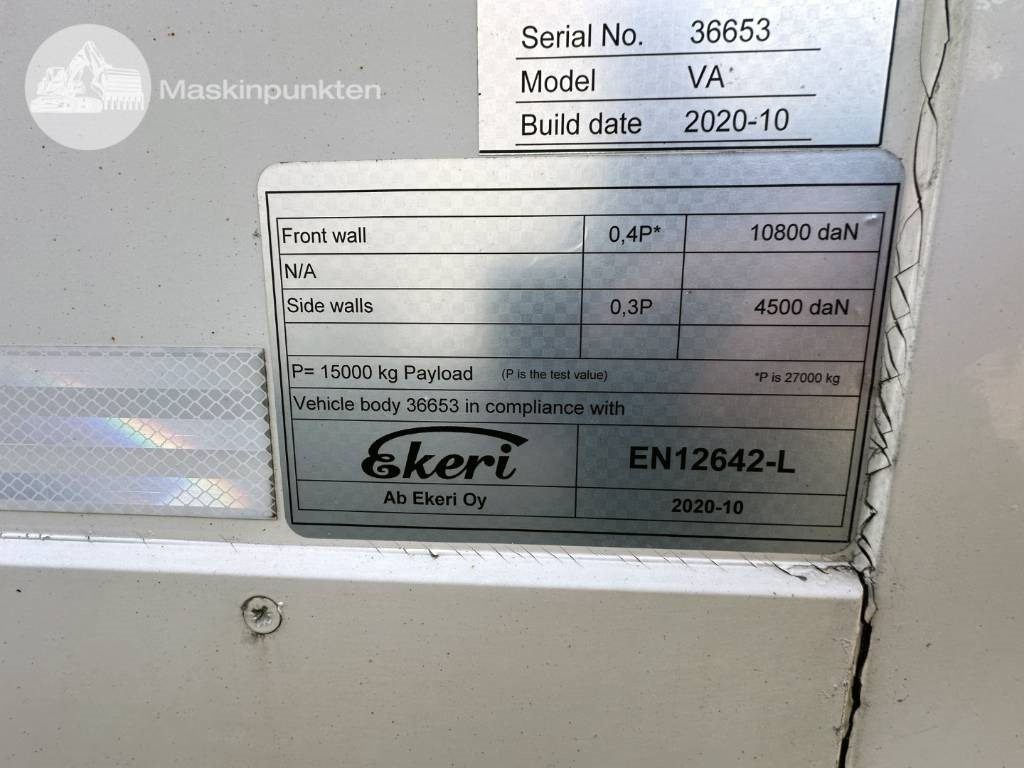 Maskinpunkten
Serial No. 36653
Model VA
Build date 2020-10
Front wall 0,4P* 10800 daN
N/A
Side walls 0,3P 4500 daN
P= 15000 kg Payload (P is the test value) *P is 27000 kg
Vehicle body 36653 in compliance with
Ekeri EN12642-L
Ab Ekeri Oy 2020-10